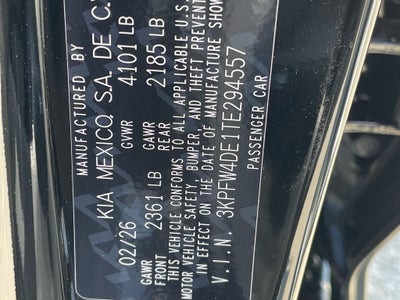 MANUFACTURED BY
KIA MEXICO, S.A. DE C.V.
02/26 GVWR 4101 LB
GAWR FRONT 2361 LB GAWR REAR 2185 LB
THIS VEHICLE CONFORMS TO ALL APPLICABLE U.S.
MOTOR VEHICLE SAFETY, BUMPER, AND THEFT PREVENT
IN EFFECT ON THE DATE OF MANUFACTURE SHOW
V.I.N. 3KPFW4DE1TE294557
PASSENGER CAR